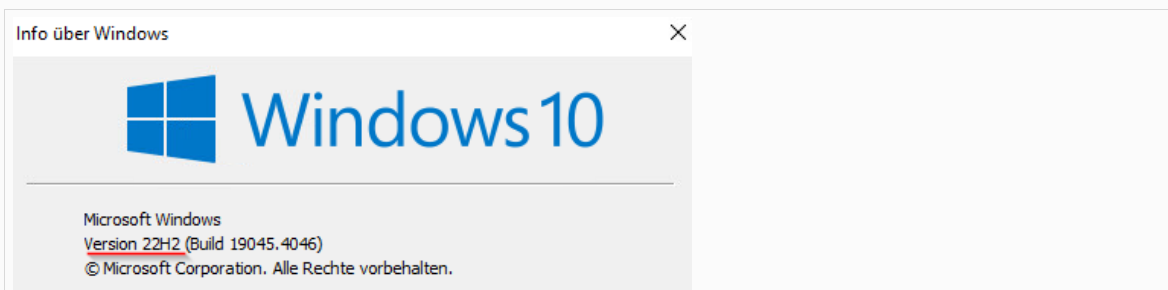 Info über Windows
Windows 10
Microsoft Windows
Version 22H2 (Build 19045.4046)
© Microsoft Corporation. Alle Rechte vorbehalten.